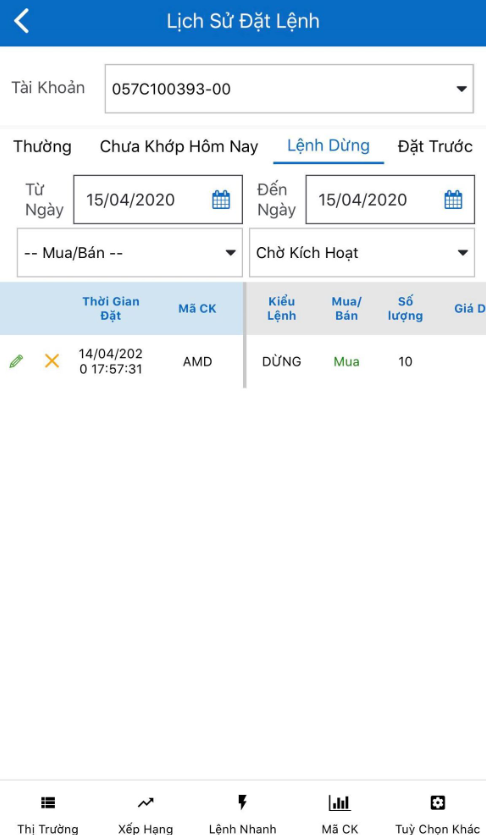 Lịch Sử Đặt Lệnh
Tài Khoản 057C100393-00
Thường Chưa Khớp Hôm Nay Lệnh Dừng Đặt Trước
Từ Ngày 15/04/2020 Đến Ngày 15/04/2020
-- Mua/Bán -- Chờ Kích Hoạt
Thời Gian Đặt Mã CK Kiểu Lệnh Mua/ Bán Số lượng Giá D
14/04/202
0 17:57:31 AMD DỪNG Mua 10
Thị Trường Xếp Hạng Lệnh Nhanh Mã CK Tuỳ Chọn Khác